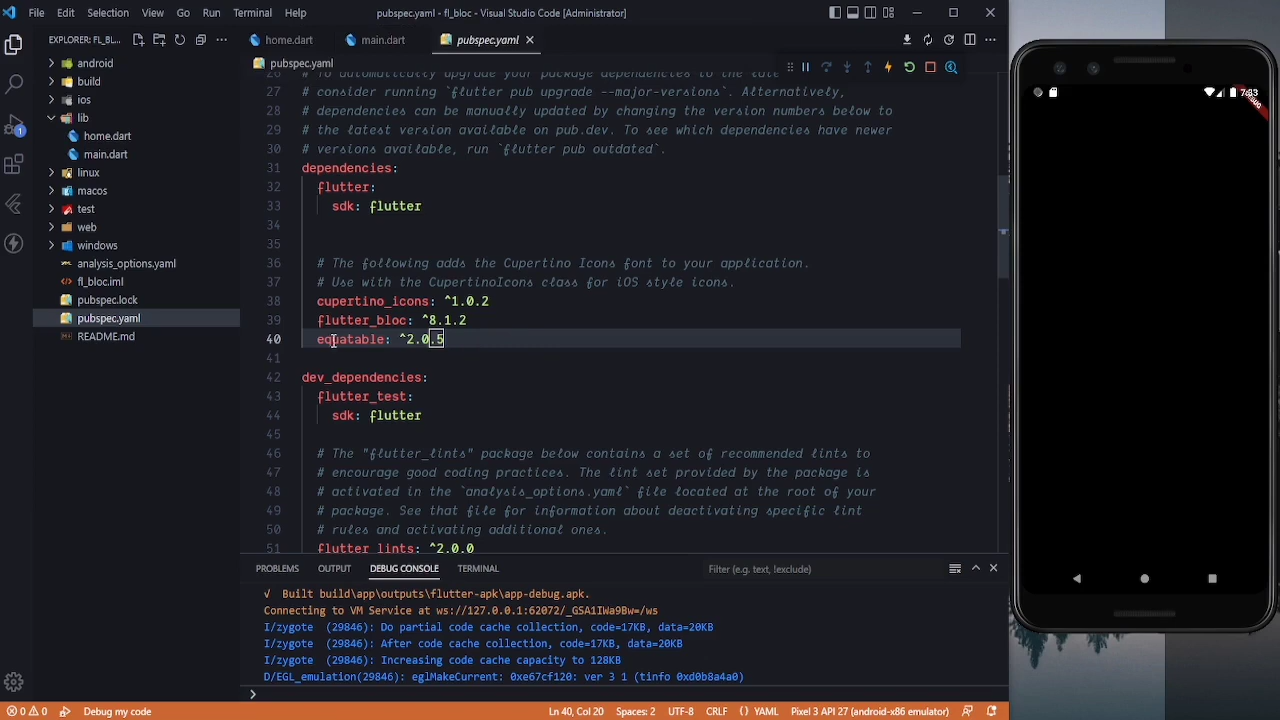 File Edit Selection View Go Run Terminal Help
pubspec.yaml - fl_bloc - Visual Studio Code [Administrator]
EXPLORER: FL_BL...
android
build
ios
lib
home.dart
main.dart
linux
macos
test
web
windows
analysis_options.yaml
fl_bloc.iml
pubspec.lock
pubspec.yaml
README.md
1
home.dart main.dart pubspec.yaml
pubspec.yaml
26 # To automatically upgrade your package dependencies to the late
27 # consider running `flutter pub upgrade --major-versions`. Alternatively,
28 # dependencies can be manually updated by changing the version numbers below to
29 # the latest version available on pub.dev. To see which dependencies have newer
30 # versions available, run `flutter pub outdated`.
31 dependencies:
32 flutter:
33 sdk: flutter
34
35
36 # The following adds the Cupertino Icons font to your application.
37 # Use with the CupertinoIcons class for iOS style icons.
38 cupertino_icons: ^1.0.2
39 flutter_bloc: ^8.1.2
40 equatable: ^2.0.5
41
42 dev_dependencies:
43 flutter_test:
44 sdk: flutter
45
46 # The "flutter_lints" package below contains a set of recommended lints to
47 # encourage good coding practices. The lint set provided by the package is
48 # activated in the `analysis_options.yaml` file located at the root of your
49 # package. See that file for information about deactivating specific lint
50 # rules and activating additional ones.
51 flutter_lints: ^2.0.0
PROBLEMS OUTPUT DEBUG CONSOLE TERMINAL
Filter (e.g. text, !exclude)
√ Built build\app\outputs\flutter-apk\app-debug.apk.
Connecting to VM Service at ws://127.0.0.1:62072/_GSA1IWa9Bw=/ws
I/zygote (29846): Do partial code cache collection, code=17KB, data=20KB
I/zygote (29846): After code cache collection, code=17KB, data=20KB
I/zygote (29846): Increasing code cache capacity to 128KB
D/EGL_emulation(29846): eglMakeCurrent: 0xe67cf120: ver 3 1 (tinfo 0xd0b8a4a0)
0 0 Debug my code
Ln 40, Col 20 Spaces: 2 UTF-8 CRLF {} YAML Pixel 3 API 27 (android-x86 emulator)